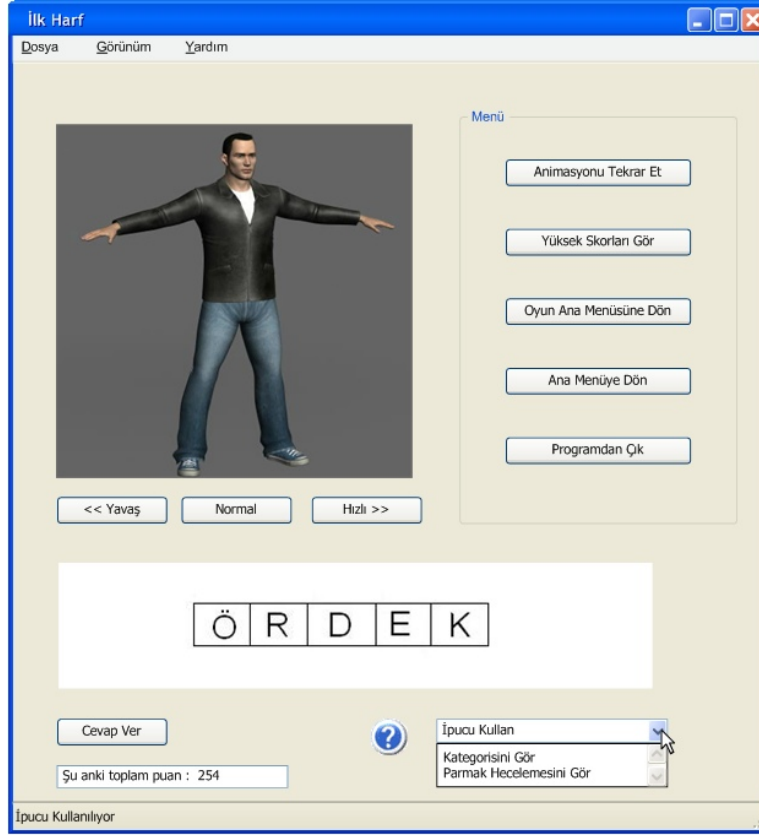 İlk Harf
Dosya Görünüm Yardım
Menü
Animasyonu Tekrar Et
Yüksek Skorları Gör
Oyun Ana Menüsüne Dön
Ana Menüye Dön
Programdan Çık
<< Yavaş Normal Hızlı >>
ÖRDEK
Cevap Ver
İpucu Kullan
Kategorisini Gör
Parmak Hecelemesini Gör
Şu anki toplam puan : 254
İpucu Kullanılıyor